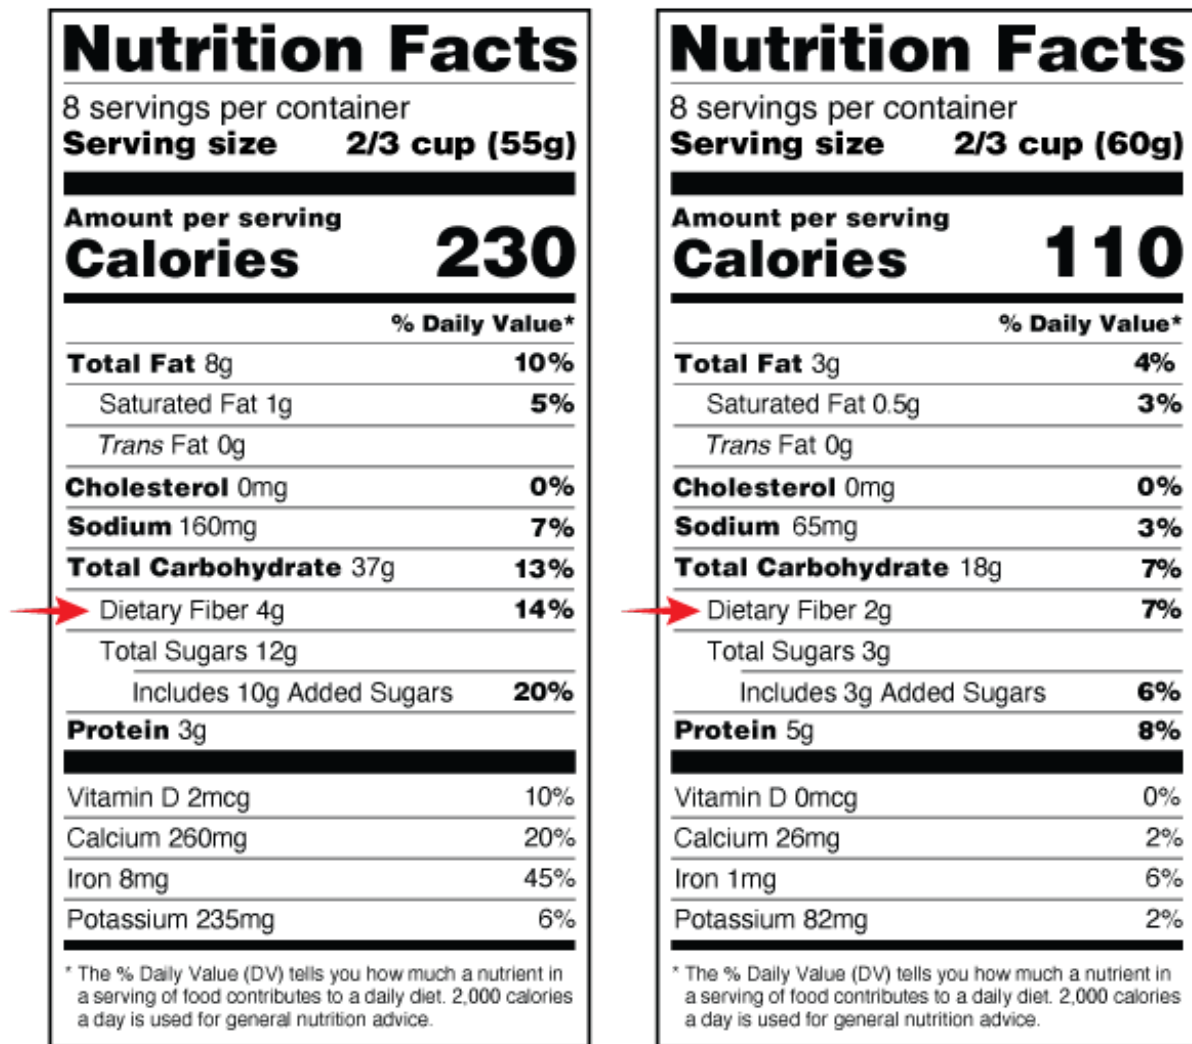 Nutrition Facts
8 servings per container
Serving size 2/3 cup (55g)
Amount per serving
Calories 230
% Daily Value*
Total Fat 8g 10%
Saturated Fat 1g 5%
Trans Fat 0g
Cholesterol 0mg 0%
Sodium 160mg 7%
Total Carbohydrate 37g 13%
Dietary Fiber 4g 14%
Total Sugars 12g
Includes 10g Added Sugars 20%
Protein 3g
Vitamin D 2mcg 10%
Calcium 260mg 20%
Iron 8mg 45%
Potassium 235mg 6%
* The % Daily Value (DV) tells you how much a nutrient in
a serving of food contributes to a daily diet. 2,000 calories
a day is used for general nutrition advice.
Nutrition Facts
8 servings per container
Serving size 2/3 cup (60g)
Amount per serving
Calories 110
% Daily Value*
Total Fat 3g 4%
Saturated Fat 0.5g 3%
Trans Fat 0g
Cholesterol 0mg 0%
Sodium 65mg 3%
Total Carbohydrate 18g 7%
Dietary Fiber 2g 7%
Total Sugars 3g
Includes 3g Added Sugars 6%
Protein 5g 8%
Vitamin D 0mcg 0%
Calcium 26mg 2%
Iron 1mg 6%
Potassium 82mg 2%
* The % Daily Value (DV) tells you how much a nutrient in
a serving of food contributes to a daily diet. 2,000 calories
a day is used for general nutrition advice.